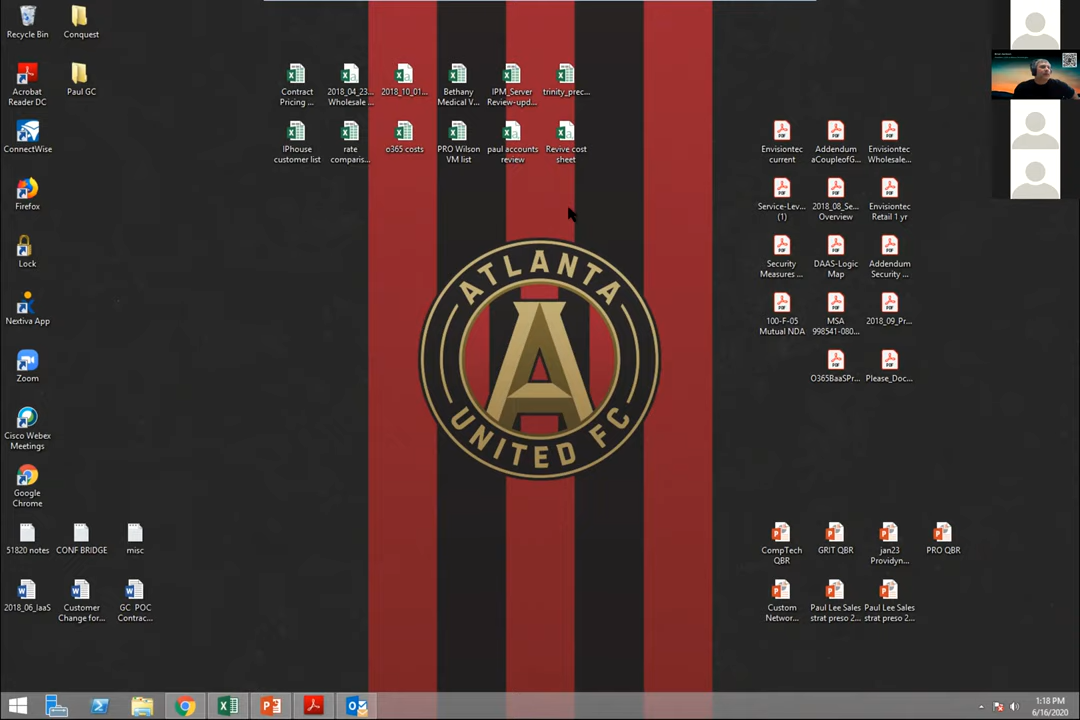 Recycle Bin
Conquest
Acrobat
Reader DC
Paul GC
ConnectWise
Firefox
Lock
Nextiva App
Zoom
Cisco Webex
Meetings
Google
Chrome
51820 notes
CONF BRIDGE
misc
2018_06_IaaS
Customer
Change for...
GC POC
Contrac...
Contract
Pricing ...
2018_04_23...
Wholesale ...
2018_10_01...
Bethany
Medical V...
IPM_Server
Review-upd...
trinity_prec...
IPhouse
customer list
rate
comparis...
o365 costs
PRO Wilson
VM list
paul accounts
review
Revive cost
sheet
ATLANTA
A
UNITED FC
Envisiontec
current
Addendum
aCoupleofG...
Envisiontec
Wholesale...
Service-Lev...
(1)
2018_08_Se...
Overview
Envisiontec
Retail 1 yr
Security
Measures ...
DAAS-Logic
Map
Addendum
Security ...
100-F-05
Mutual NDA
MSA
998541-080...
2018_09_Pr...
O365BaaSPr...
Please_Doc...
CompTech
QBR
GRIT QBR
jan23
Providyn...
PRO QBR
Custom
Networ...
Paul Lee Sales
strat preso 2...
Paul Lee Sales
strat preso 2...
1:18 PM
6/16/2020